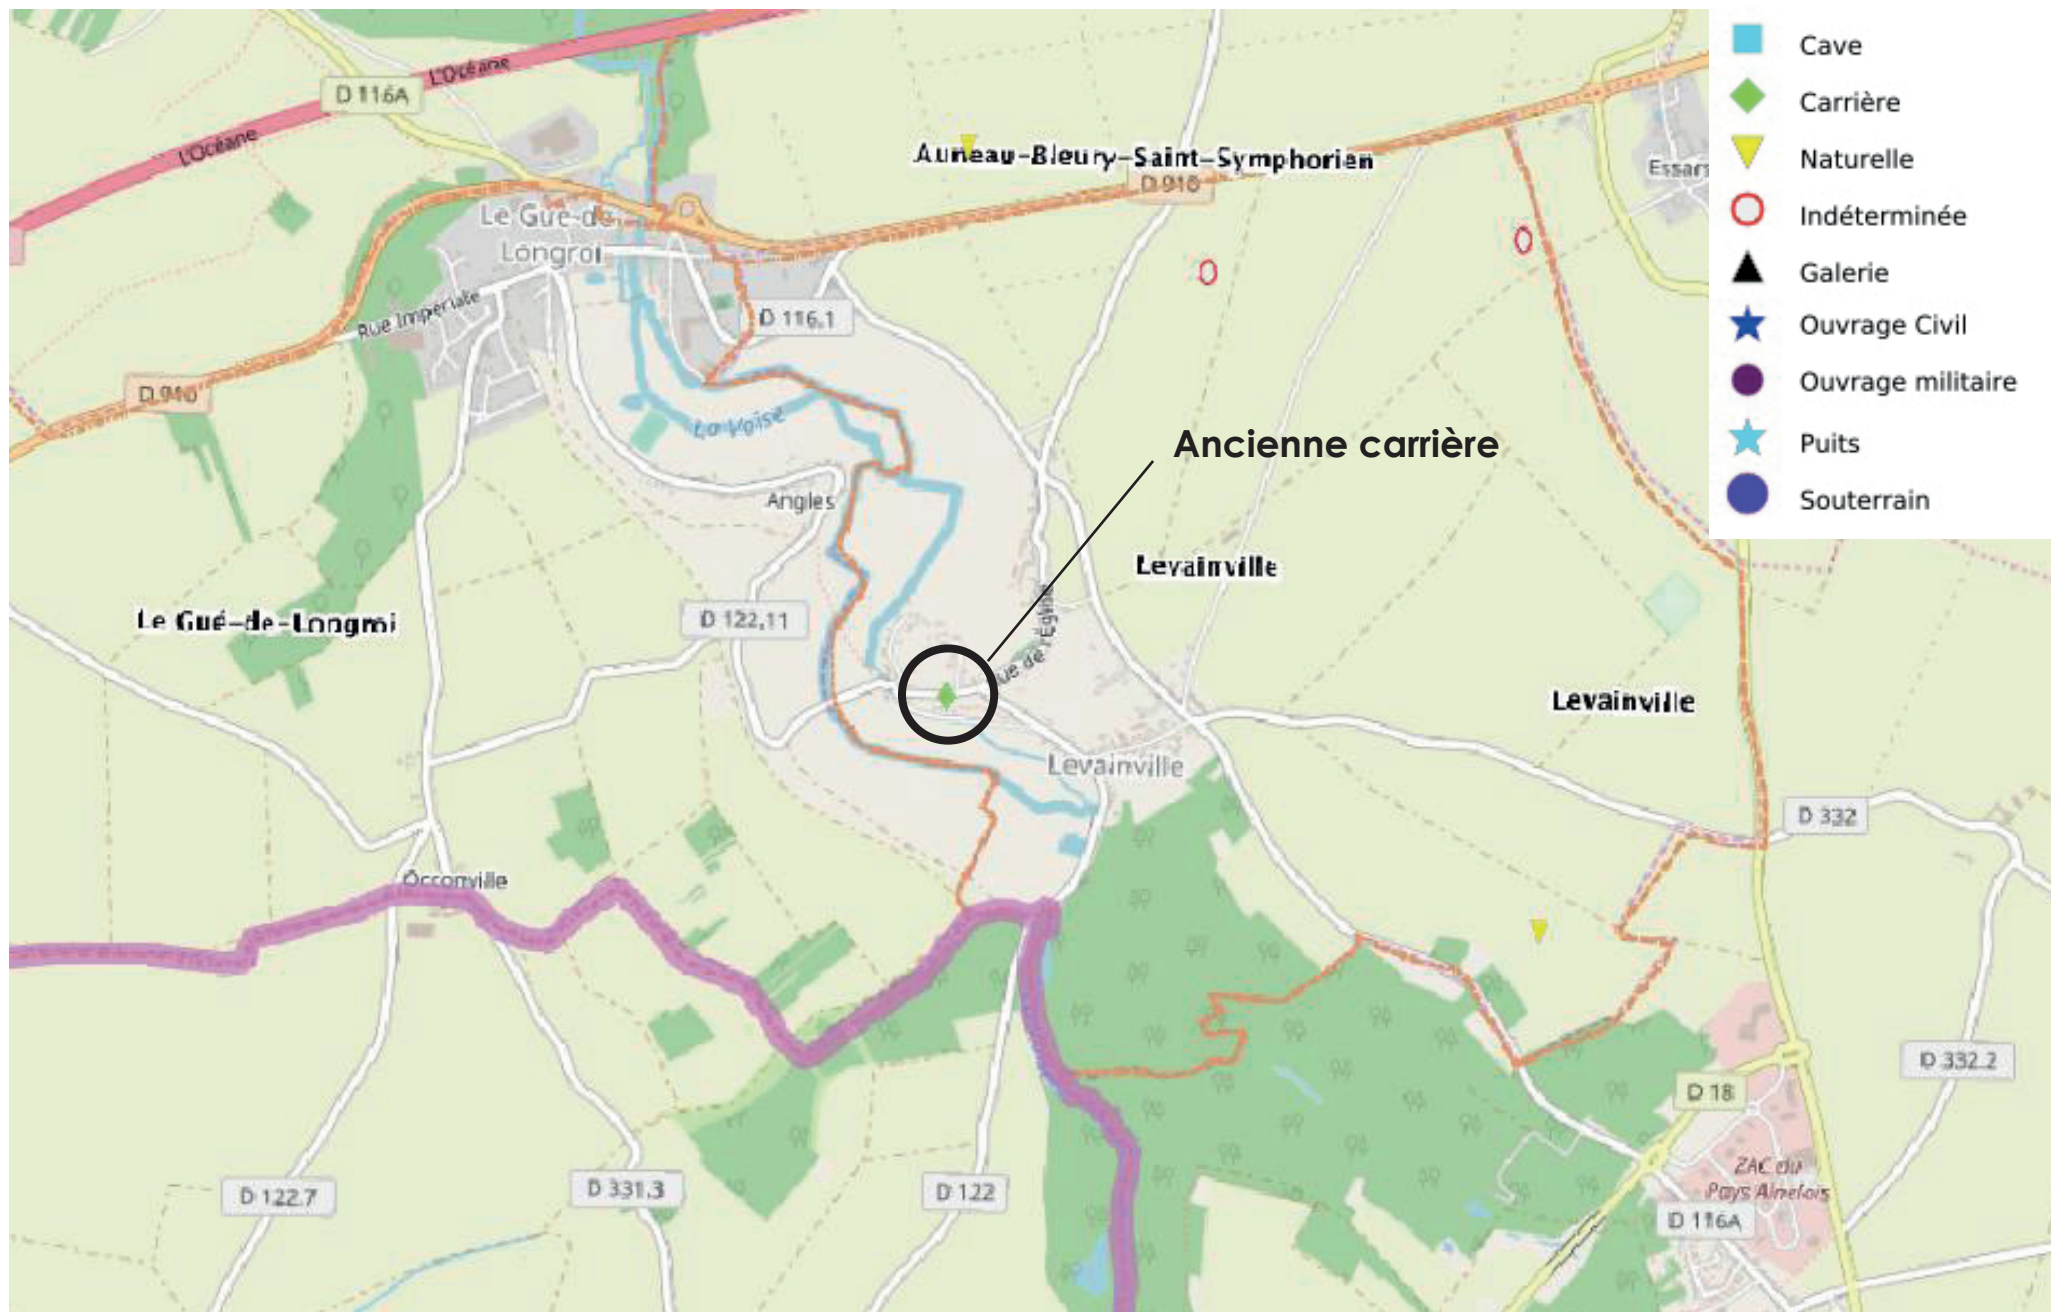 L'Océane
D 116A
L'Océane
Auneau-Bleury-Saint-Symphorien
D 910
Le Gué-de-
Longroi
Rue Impériale
D 116.1
D 910
La Voise
Angles
Ancienne carrière
Levainville
Le Gué-de-Longroi
D 122.11
Rue de l'Église
Levainville
Levainville
D 332
Occonville
D 332.2
D 18
ZAC du
Pays Alnelois
D 122.7
D 331.3
D 122
D 116A
Cave
Carrière
Naturelle
Indéterminée
Galerie
Ouvrage Civil
Ouvrage militaire
Puits
Souterrain
Essars